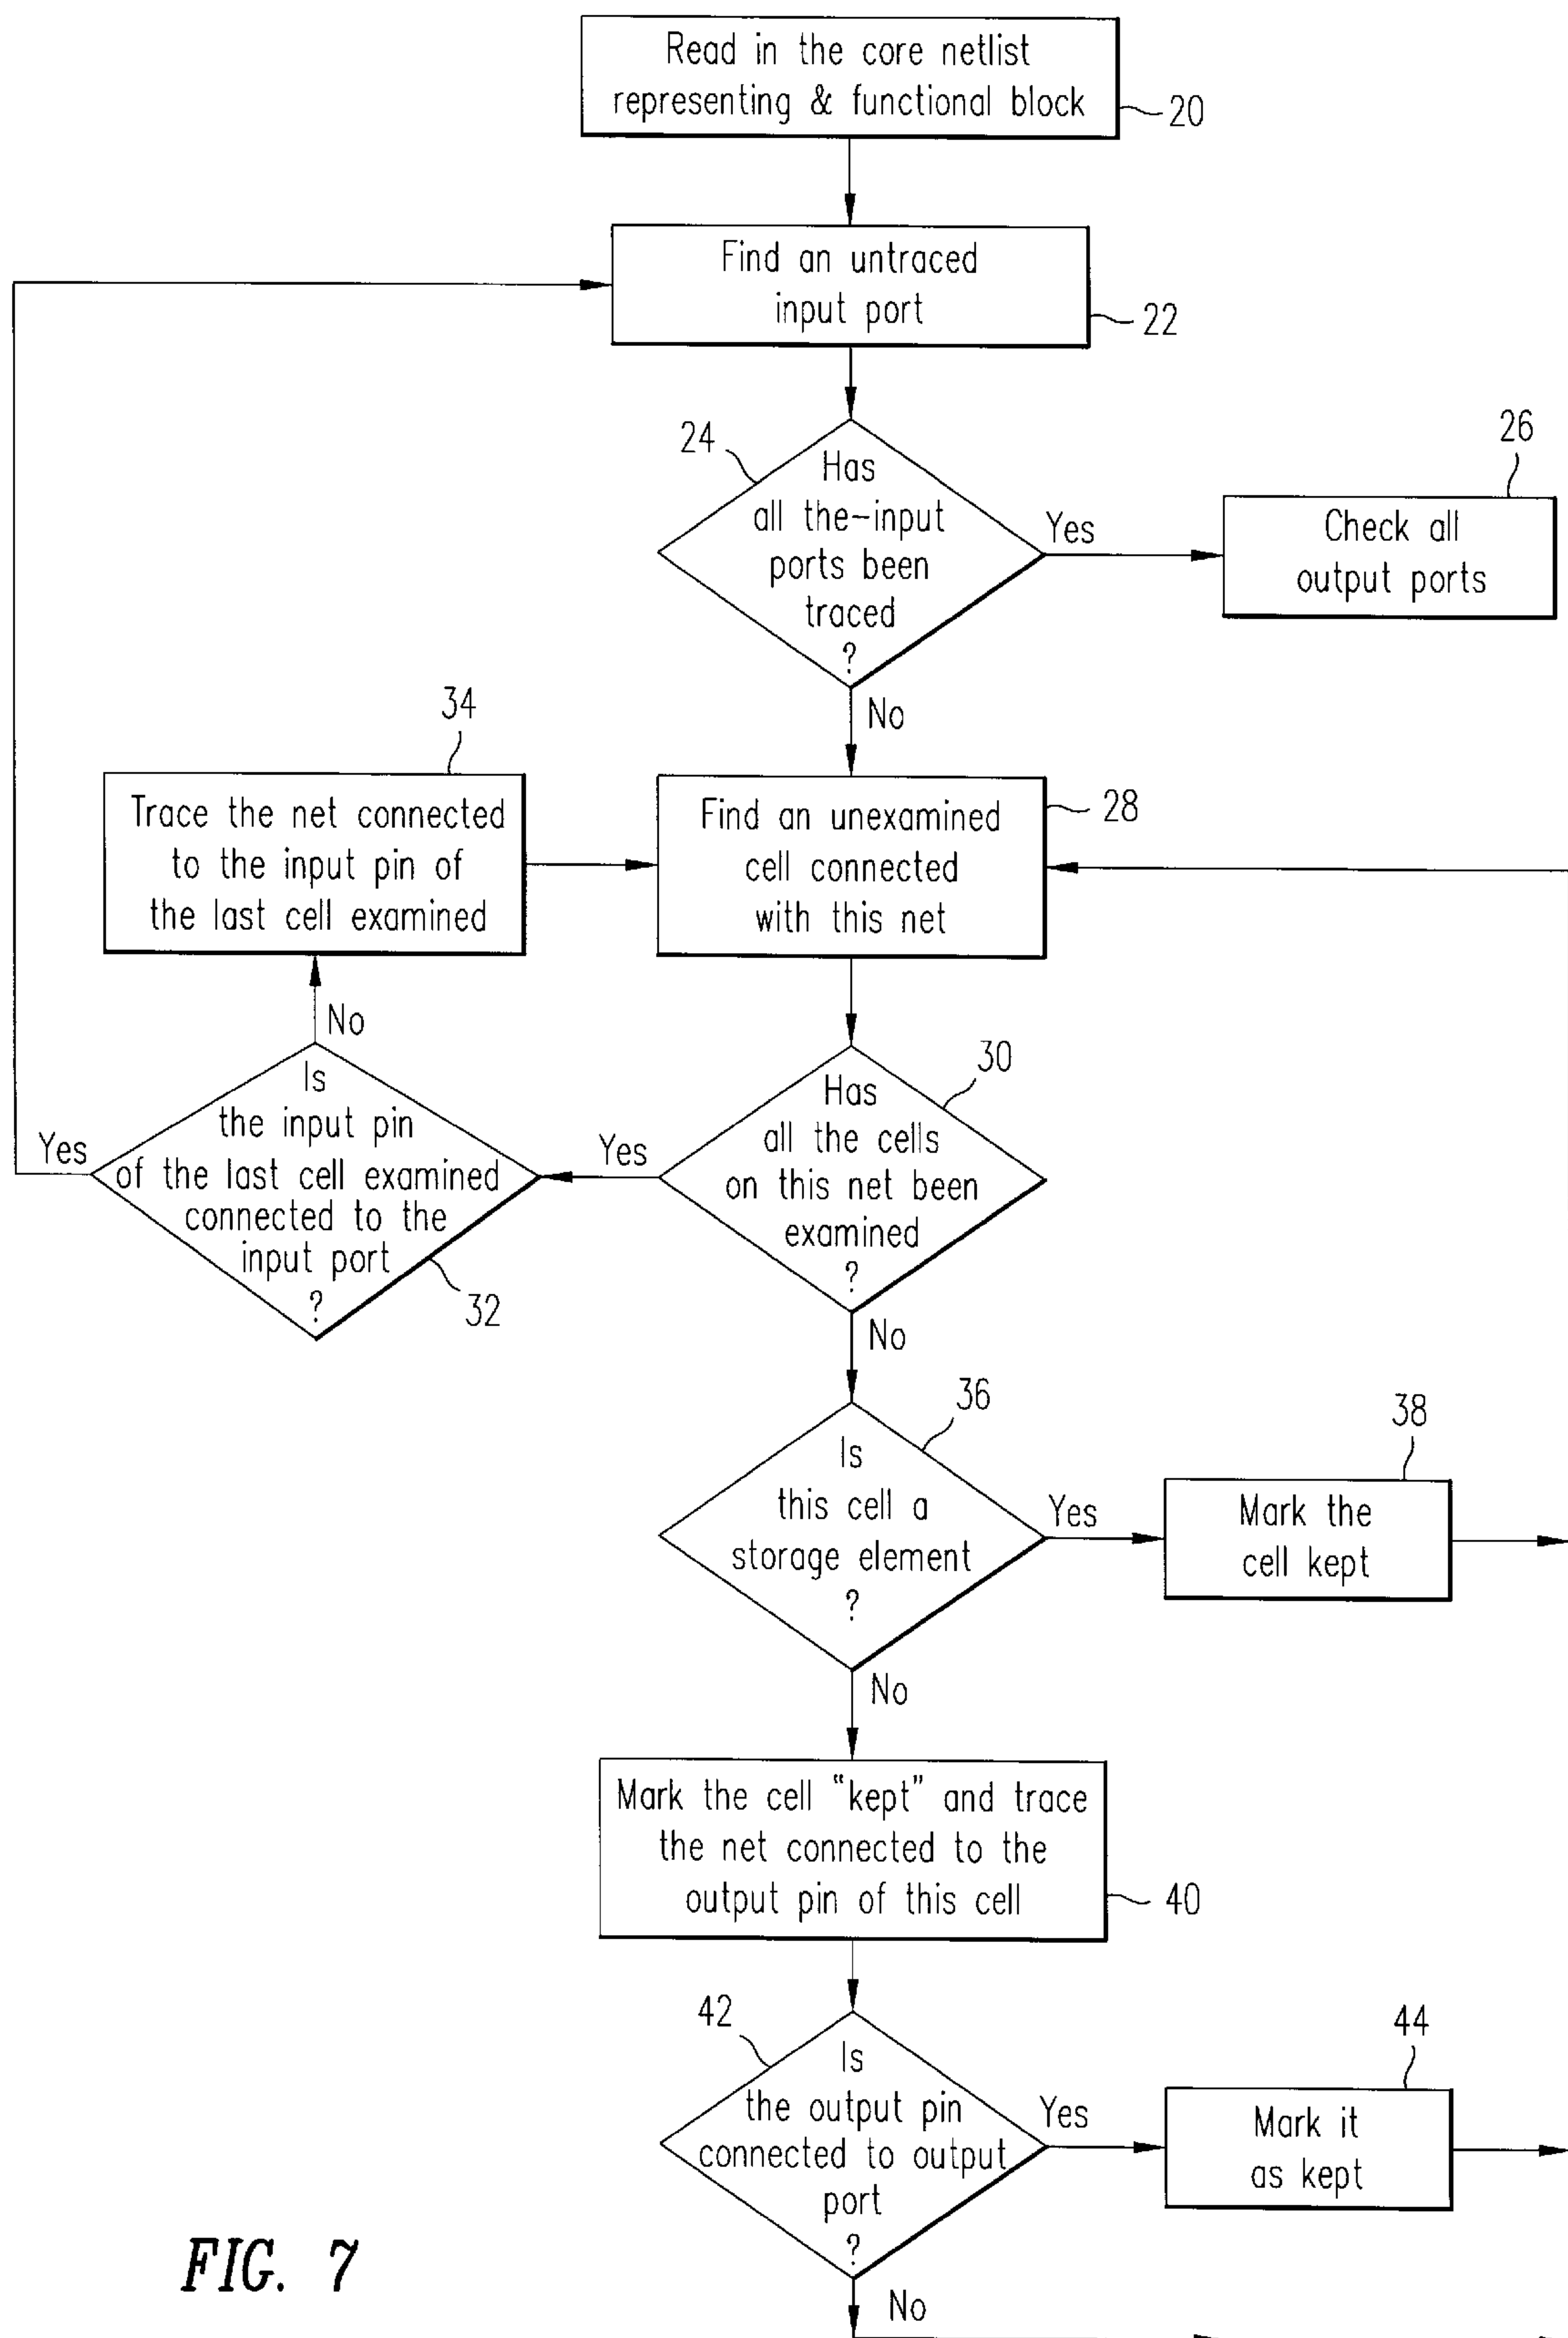 Read in the core netlist
representing & functional block
20
Find an untraced
input port
22
24
Has
all the-input
ports been
traced
?
Yes
26
Check all
output ports
No
34
Trace the net connected
to the input pin of
the last cell examined
Find an unexamined
cell connected
with this net
28
No
30
Has
all the cells
on this net been
examined
?
Yes
Is
the input pin
of the last cell examined
connected to the
input port
?
Yes
32
No
36
Is
this cell a
storage element
?
Yes
38
Mark the
cell kept
No
Mark the cell "kept" and trace
the net connected to the
output pin of this cell
40
42
Is
the output pin
connected to output
port
?
Yes
44
Mark it
as kept
No
FIG. 7